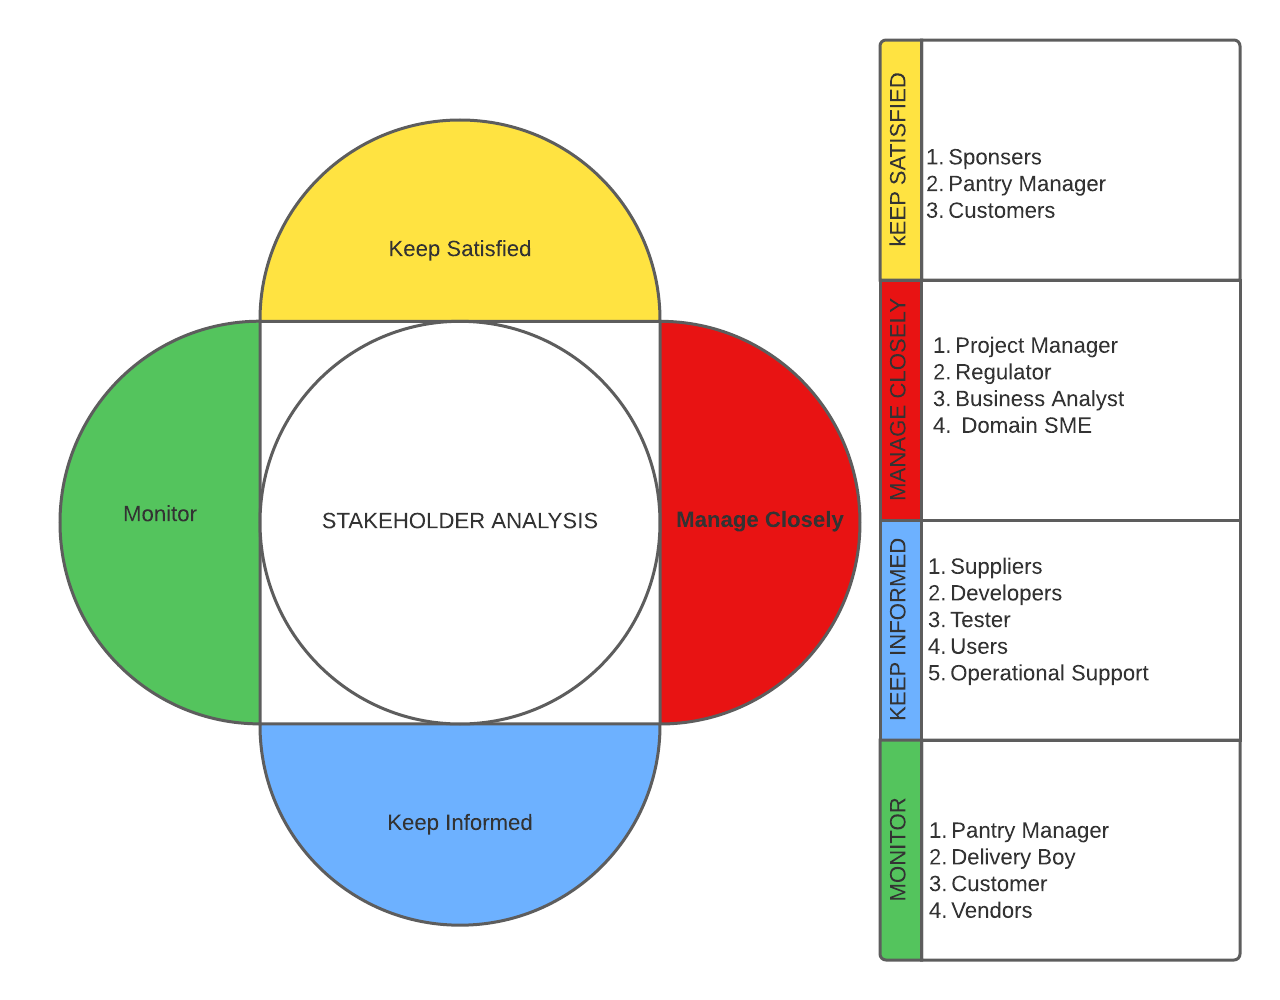 Keep Satisfied
Monitor
STAKEHOLDER ANALYSIS
Manage Closely
Keep Informed
kEEP SATISFIED
1. Sponsers
2. Pantry Manager
3. Customers
MANAGE CLOSELY
1. Project Manager
2. Regulator
3. Business Analyst
4. Domain SME
KEEP INFORMED
1. Suppliers
2. Developers
3. Tester
4. Users
5. Operational Support
MONITOR
1. Pantry Manager
2. Delivery Boy
3. Customer
4. Vendors